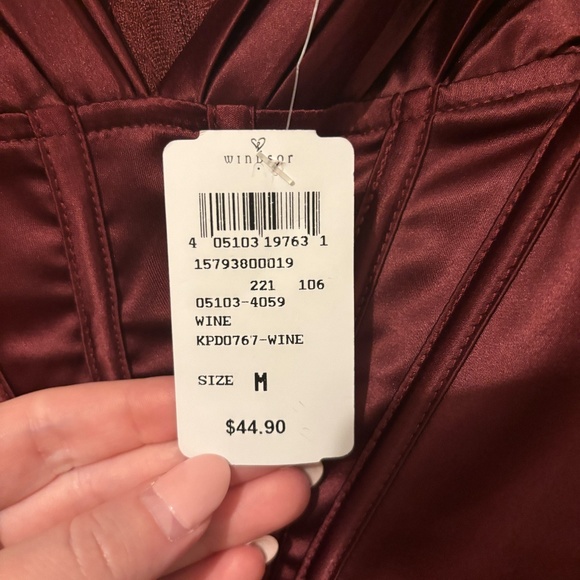 WINDSOR
4 05103 19763 1
15793800019
221 106
05103-4059
WINE
KPD0767-WINE
SIZE M
$44.90